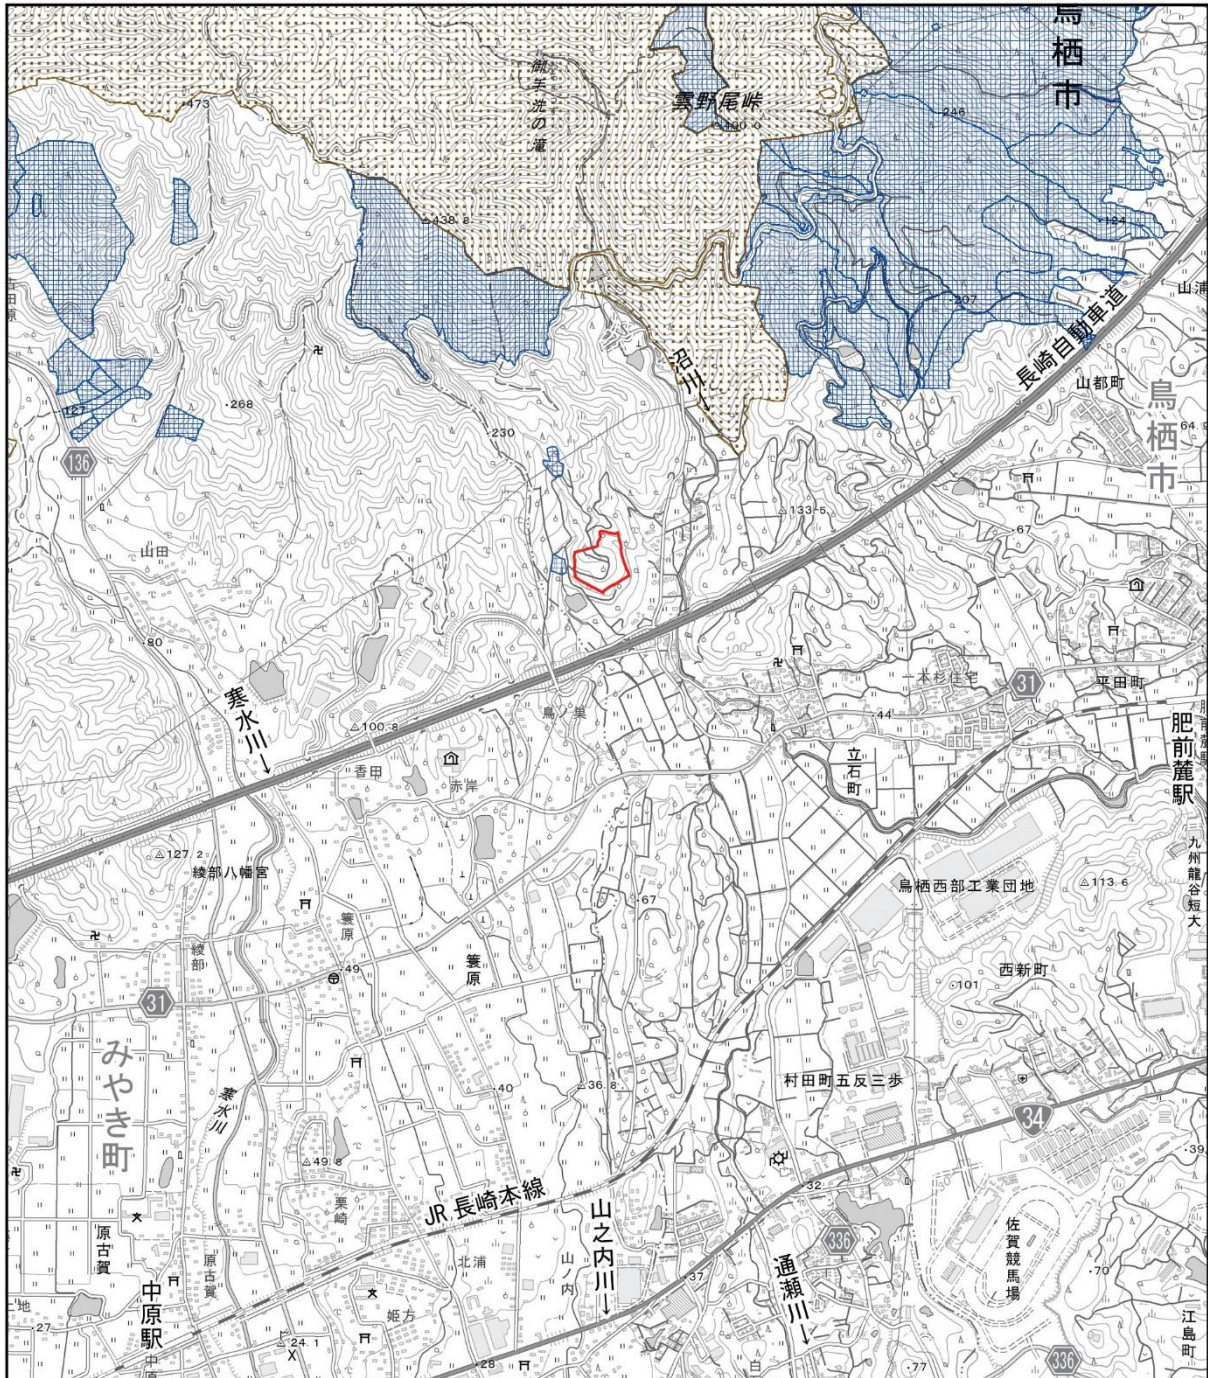 鳥栖市
御手洗の滝
雲野尾峠
400.0
473
246
438.8
124
207
山浦
長崎自動車道
山都町
鳥栖市
沼川
268
127
136
230
64.9
133.5
67
山田
80
寒水川
100.8
鳥ノ巣
一本杉住宅
31
平田町
44
肥前麓駅
立石町
香田
赤岸
127.2
綾部八幡宮
鳥栖西部工業団地
113.6
九州龍谷短大
67
簑原
綾部
49
簑原
西新町
101
31
みやき町
寒水川
40
36.8
村田町五反三歩
34
49.8
栗崎
JR 長崎本線
山之内川
32
39
336
佐賀競馬場
70
原古賀
原古賀
北浦
山ノ内
37
通瀬川
中原駅
姫方
江島町
27
24.1
28
白
77
336